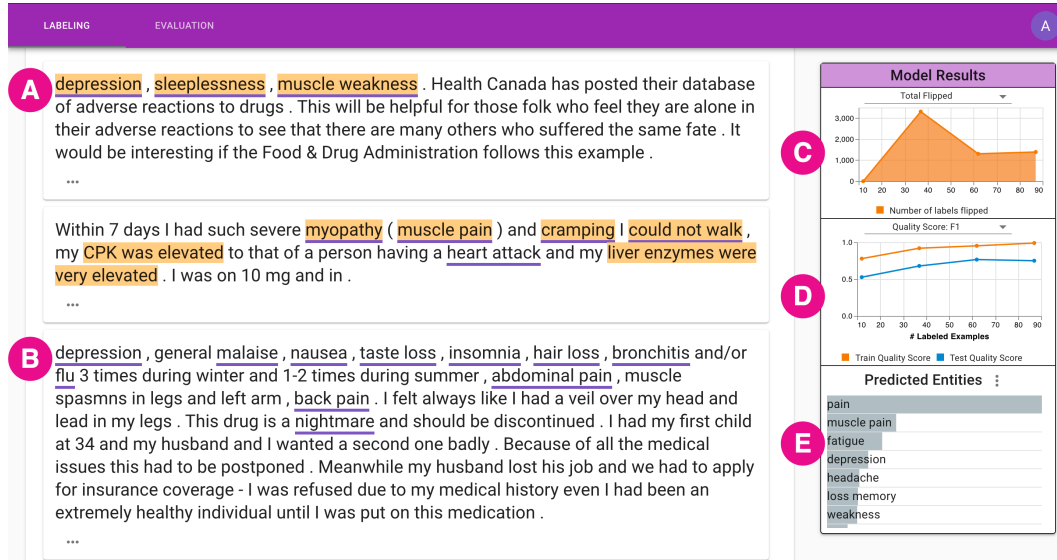 LABELING
EVALUATION
A
A
depression , sleeplessness , muscle weakness . Health Canada has posted their database
of adverse reactions to drugs . This will be helpful for those folk who feel they are alone in
their adverse reactions to see that there are many others who suffered the same fate . It
would be interesting if the Food & Drug Administration follows this example .
...
Within 7 days I had such severe myopathy ( muscle pain ) and cramping I could not walk ,
my CPK was elevated to that of a person having a heart attack and my liver enzymes were
very elevated . I was on 10 mg and in .
...
B
depression , general malaise , nausea , taste loss , insomnia , hair loss , bronchitis and/or
flu 3 times during winter and 1-2 times during summer , abdominal pain , muscle
spasmns in legs and left arm , back pain . I felt always like I had a veil over my head and
lead in my legs . This drug is a nightmare and should be discontinued . I had my first child
at 34 and my husband and I wanted a second one badly . Because of all the medical
issues this had to be postponed . Meanwhile my husband lost his job and we had to apply
for insurance coverage - I was refused due to my medical history even I had been an
extremely healthy individual until I was put on this medication .
...
Model Results
Total Flipped
C
3,000
2,000
1,000
0
10 20 30 40 50 60 70 80 90
Number of labels flipped
Quality Score: F1
D
1.0
0.5
0.0
10 20 30 40 50 60 70 80 90
# Labeled Examples
Train Quality Score
Test Quality Score
Predicted Entities
E
pain
muscle pain
fatigue
depression
headache
loss memory
weakness